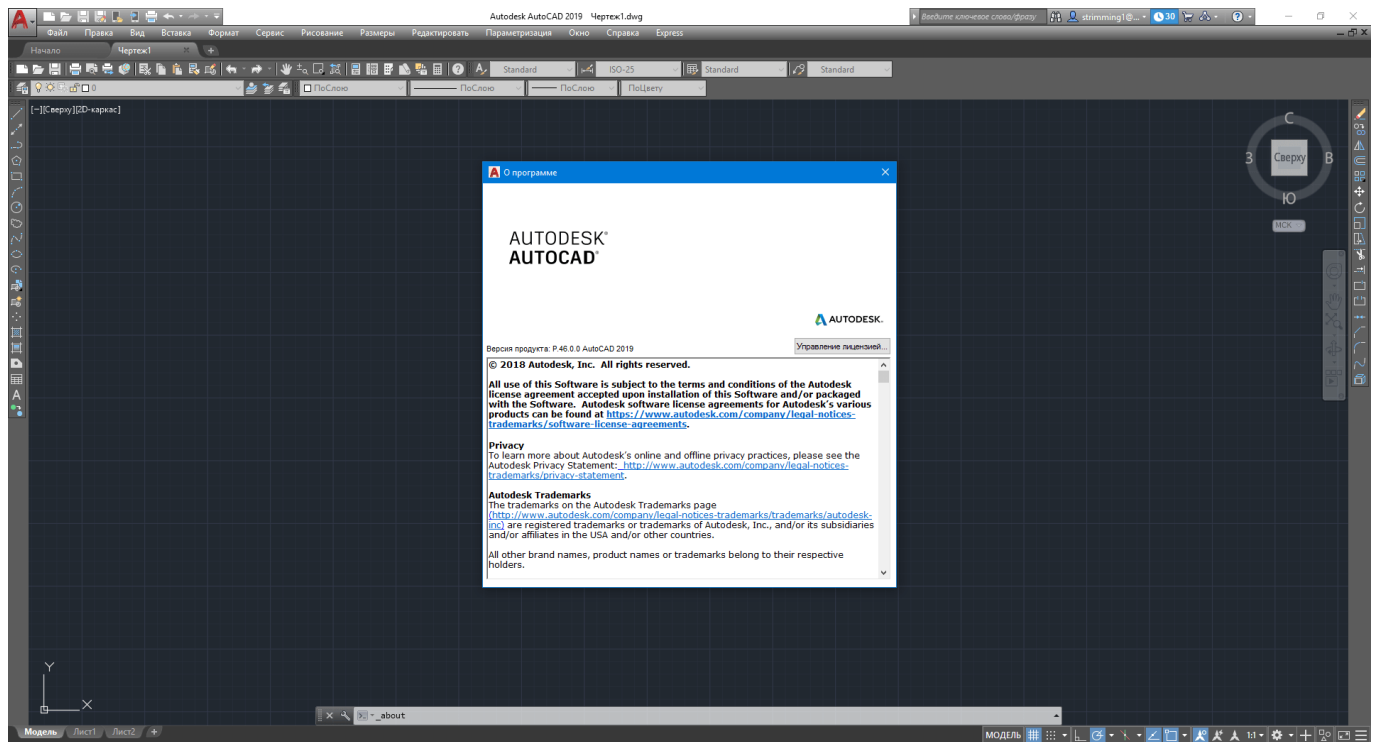 Autodesk AutoCAD 2019 Чертеж1.dwg
Введите ключевое слово/фразу
strimming1@...
30
Файл Правка Вид Вставка Формат Сервис Рисование Размеры Редактировать Параметризация Окно Справка Express
Начало Чертеж1
Standard ISO-25 Standard Standard
0 ПоСлою ПоСлою ПоСлою ПоЦвету
[−][Сверху][2D-каркас]
С
З Сверху В
Ю
МСК
О программе
AUTODESK®
AUTOCAD®
AUTODESK.
Версия продукта: P.46.0.0 AutoCAD 2019
Управление лицензией...
© 2018 Autodesk, Inc. All rights reserved.
All use of this Software is subject to the terms and conditions of the Autodesk
license agreement accepted upon installation of this Software and/or packaged
with the Software. Autodesk software license agreements for Autodesk's various
products can be found at https://www.autodesk.com/company/legal-notices-
trademarks/software-license-agreements.
Privacy
To learn more about Autodesk's online and offline privacy practices, please see the
Autodesk Privacy Statement: http://www.autodesk.com/company/legal-notices-
trademarks/privacy-statement.
Autodesk Trademarks
The trademarks on the Autodesk Trademarks page
(http://www.autodesk.com/company/legal-notices-trademarks/trademarks/autodesk-
inc) are registered trademarks or trademarks of Autodesk, Inc., and/or its subsidiaries
and/or affiliates in the USA and/or other countries.
All other brand names, product names or trademarks belong to their respective
holders.
Y
X
_about
Модель Лист1 Лист2 +
МОДЕЛЬ
1:1